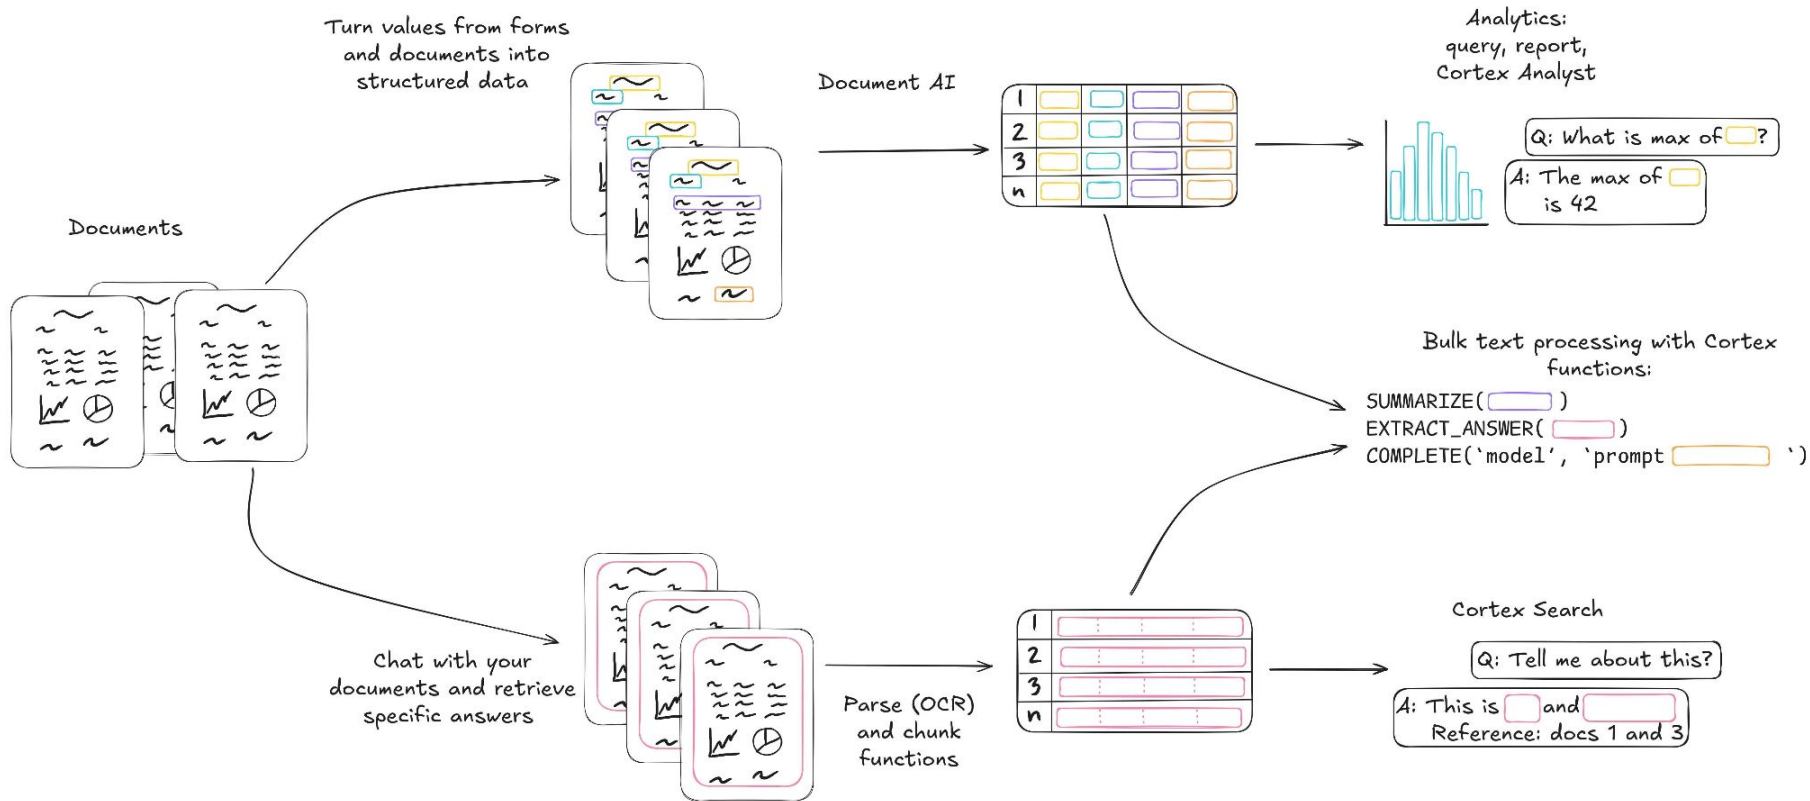 Turn values from forms
and documents into
structured data
Document AI
Analytics:
query, report,
Cortex Analyst
1
2
3
n
Q: What is max of ?
A: The max of
is 42
Documents
Bulk text processing with Cortex
functions:
SUMMARIZE( )
EXTRACT_ANSWER( )
COMPLETE('model', 'prompt ')
Chat with your
documents and retrieve
specific answers
Parse (OCR)
and chunk
functions
1
2
3
n
Cortex Search
Q: Tell me about this?
A: This is and
Reference: docs 1 and 3